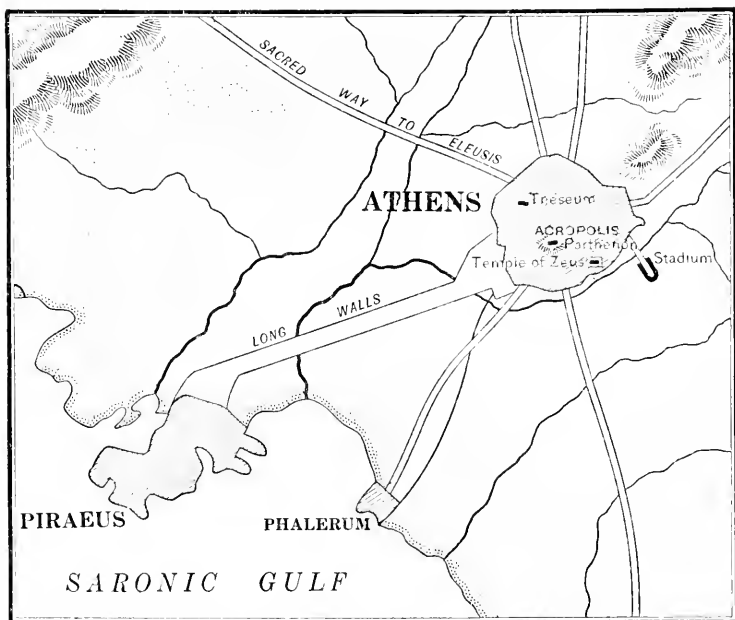 SACRED WAY TO ELEUSIS
ATHENS
Theseum
ACROPOLIS
Parthenon
Temple of Zeus
Stadium
LONG WALLS
PIRAEUS
PHALERUM
SARONIC GULF